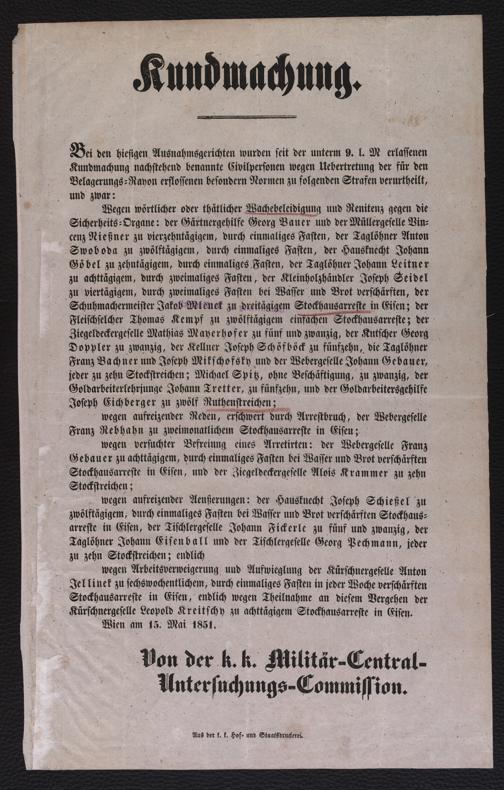 Kundmachung.
Bei den hiesigen Ausnahmsgerichten wurden seit der unterm 9. l. M erlassenen
Kundmachung nachstehend benannte Civilpersonen wegen Uebertretung der für den
Belagerungs-Rayon erflossenen besondern Normen zu folgenden Strafen verurtheilt,
und zwar:
Wegen wörtlicher oder thätlicher Wachebeleidigung und Renitenz gegen die
Sicherheits-Organe: der Gärtnergehilfe Georg Bauer und der Müllergeselle Vin-
cenz Nießner zu vierzehntägigem, durch einmaliges Fasten, der Taglöhner Anton
Swoboda zu zwölftägigem, durch einmaliges Fasten, der Hausknecht Johann
Göbel zu zehntägigem, durch einmaliges Fasten, der Taglöhner Johann Leitner
zu achttägigem, durch zweimaliges Fasten, der Kleinholzhändler Joseph Seidel
zu viertägigem, durch zweimaliges Fasten bei Wasser und Brot verschärften, der
Schuhmachermeister Jakob Mlenek zu dreitägigem Stockhausarreste in Eisen; der
Fleischselcher Thomas Kempf zu zwölftägigem einfachen Stockhausarreste; der
Ziegeldeckergeselle Mathias Mayerhofer zu fünf und zwanzig, der Kutscher Georg
Doppler zu zwanzig, der Kellner Joseph Schöfböck zu fünfzehn, die Taglöhner
Franz Bachner und Joseph Mikschofsky und der Webergeselle Johann Gebauer,
jeder zu zehn Stockstreichen; Michael Spitz, ohne Beschäftigung, zu zwanzig, der
Goldarbeiterlehrjunge Johann Tretter, zu fünfzehn, und der Goldarbeitersgehilfe
Joseph Eichberger zu zwölf Ruthenstreichen;
wegen aufreizender Reden, erschwert durch Arrestbruch, der Webergeselle
Franz Rebhahn zu zweimonatlichem Stockhausarreste in Eisen;
wegen versuchter Befreiung eines Arretirten: der Webergeselle Franz
Gebauer zu achttägigem, durch einmaliges Fasten bei Wasser und Brot verschärften
Stockhausarreste in Eisen, und der Ziegeldeckergeselle Alois Krammer zu zehn
Stockstreichen;
wegen aufreizender Aeußerungen: der Hausknecht Joseph Schießel zu
zwölftägigem, durch einmaliges Fasten bei Wasser und Brot verschärften Stockhaus-
arreste in Eisen, der Tischlergeselle Johann Fickerle zu fünf und zwanzig, der
Taglöhner Johann Eisenball und der Tischlergeselle Georg Pechmann, jeder
zu zehn Stockstreichen; endlich
wegen Arbeitsverweigerung und Aufwieglung der Kürschnergeselle Anton
Jellinek zu sechswochentlichem, durch einmaliges Fasten in jeder Woche verschärften
Stockhausarreste in Eisen, endlich wegen Theilnahme an diesem Vergehen der
Kürschnergeselle Leopold Kreitschy zu achttägigem Stockhausarreste in Eisen.
Wien am 15. Mai 1851.
Von der k. k. Militär-Central-
Untersuchungs-Commission.
Aus der k. k. Hof- und Staatsdruckerei.